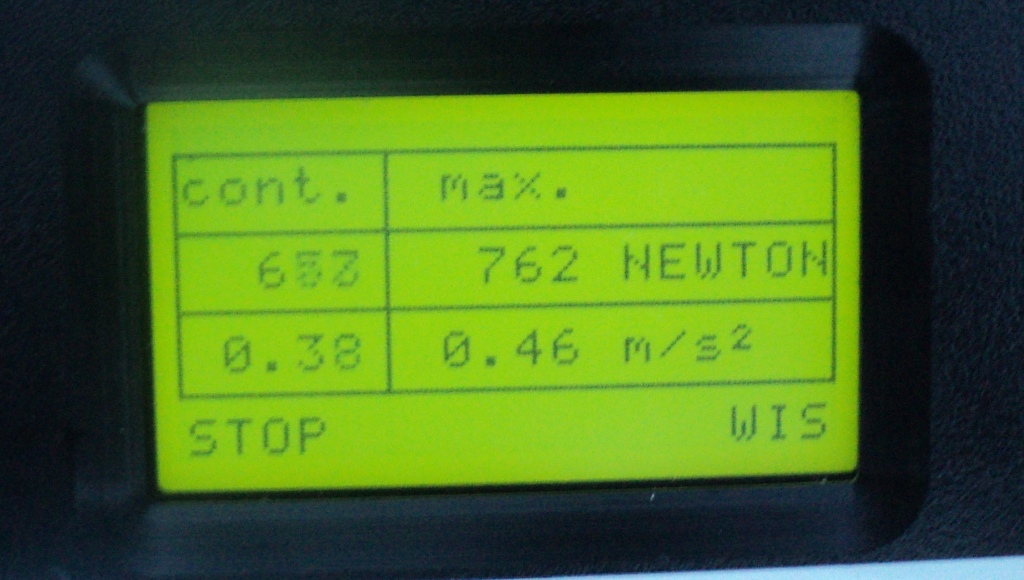 cont. max.
762 NEWTON
0.38 0.46 m/s²
STOP WIS